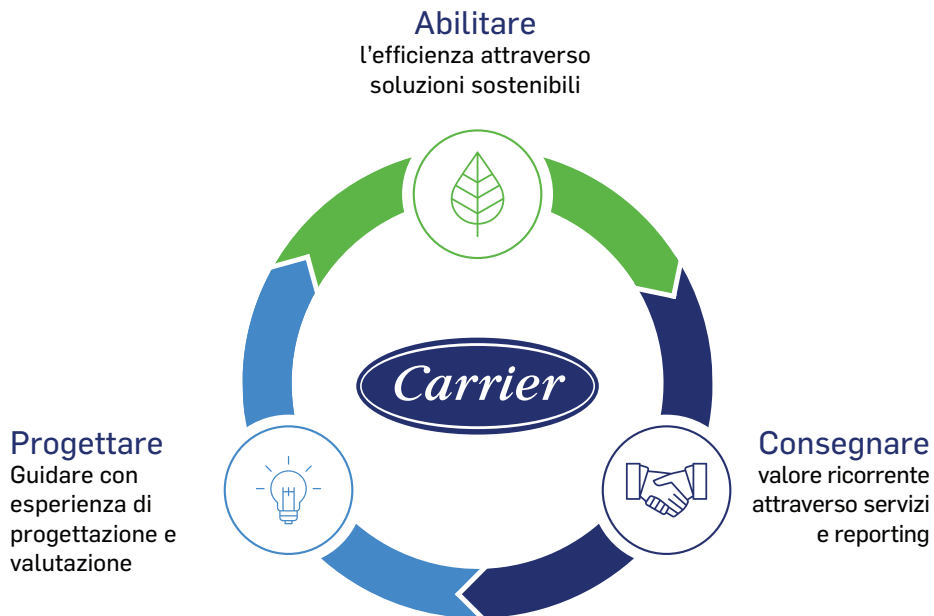 Abilitare
l'efficienza attraverso
soluzioni sostenibili
Carrier
Progettare
Guidare con
esperienza di
progettazione e
valutazione
Consegnare
valore ricorrente
attraverso servizi
e reporting